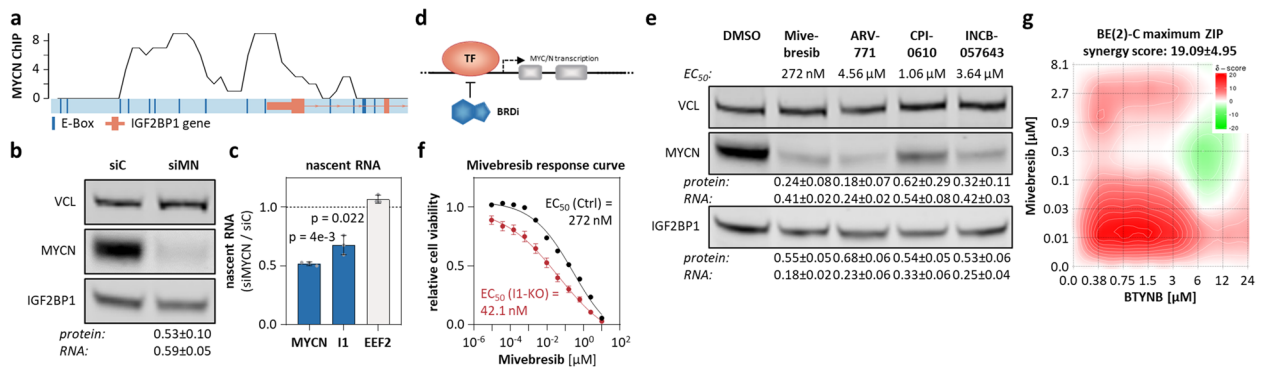 a
MYCN ChIP
8
6
4
2
0
E-Box
IGF2BP1 gene
b
siC
siMN
VCL
MYCN
IGF2BP1
protein: 0.53±0.10
RNA: 0.59±0.05
c
nascent RNA
nascent RNA
(siMYCN / siC)
1.0
0.5
0.0
p = 0.022
p = 4e-3
MYCN I1 EEF2
d
TF
MYC/N transcription
BRDi
f
Mivebresib response curve
relative cell viability
1.0
0.5
0.0
EC50 (Ctrl) =
272 nM
EC50 (I1-KO) =
42.1 nM
10-6 10-4 10-2 100 102
Mivebresib [µM]
e
DMSO Mive- ARV- CPI- INCB-
bresib 771 0610 057643
EC50: 272 nM 4.56 µM 1.06 µM 3.64 µM
VCL
MYCN
protein: 0.24±0.08 0.18±0.07 0.62±0.29 0.32±0.11
RNA: 0.41±0.02 0.24±0.02 0.54±0.08 0.42±0.03
IGF2BP1
protein: 0.55±0.05 0.68±0.06 0.54±0.05 0.53±0.06
RNA: 0.18±0.02 0.23±0.06 0.33±0.06 0.25±0.04
g
BE(2)-C maximum ZIP
synergy score: 19.09±4.95
δ – score
20
10
0
-10
-20
Mivebresib [µM]
8.1
2.7
0.9
0.3
0.1
0.03
0.01
0
0 0.38 0.75 1.5 3 6 12 24
BTYNB [µM]